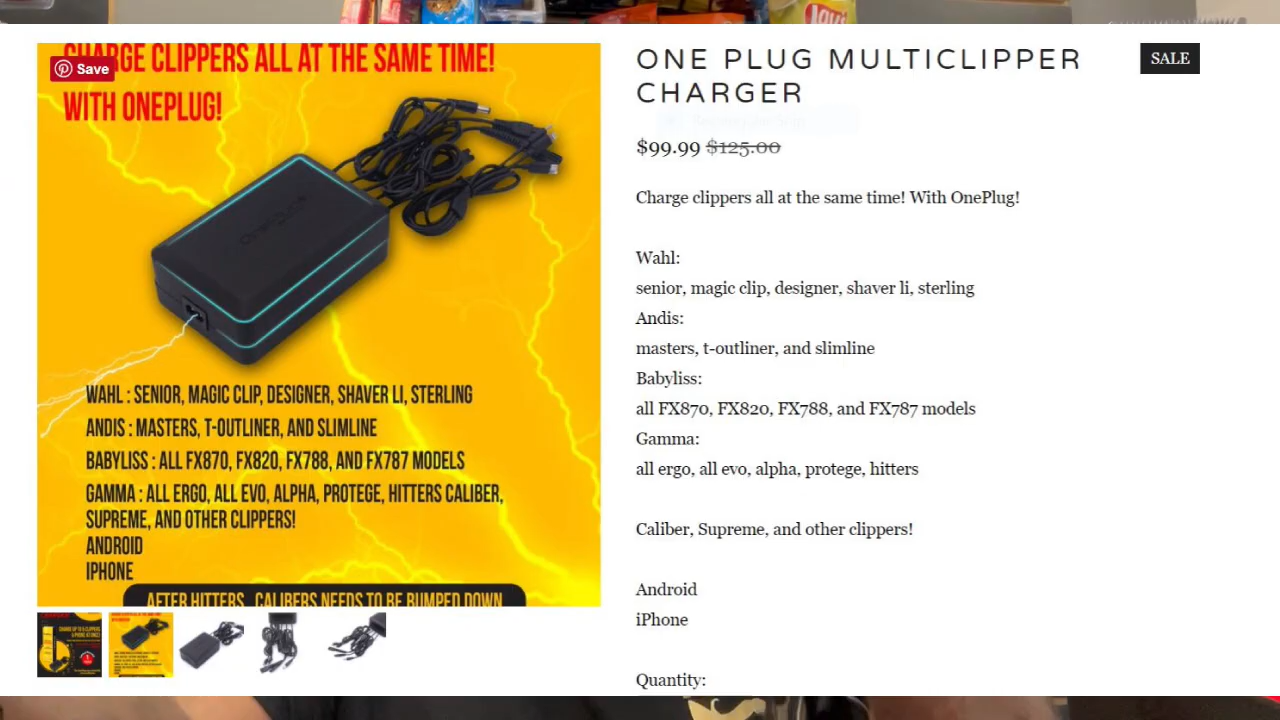 CHARGE CLIPPERS ALL AT THE SAME TIME!
Save
WITH ONEPLUG!
WAHL : SENIOR, MAGIC CLIP, DESIGNER, SHAVER LI, STERLING
ANDIS : MASTERS, T-OUTLINER, AND SLIMLINE
BABYLISS : ALL FX870, FX820, FX788, AND FX787 MODELS
GAMMA : ALL ERGO, ALL EVO, ALPHA, PROTEGE, HITTERS CALIBER,
SUPREME, AND OTHER CLIPPERS!
ANDROID
IPHONE
AFTER HITTERS, CALIBERS NEEDS TO BE BUMPED DOWN
ONE PLUG MULTICLIPPER
CHARGER
SALE
$99.99 $125.00
Charge clippers all at the same time! With OnePlug!
Wahl:
senior, magic clip, designer, shaver li, sterling
Andis:
masters, t-outliner, and slimline
Babyliss:
all FX870, FX820, FX788, and FX787 models
Gamma:
all ergo, all evo, alpha, protege, hitters
Caliber, Supreme, and other clippers!
Android
iPhone
Quantity: